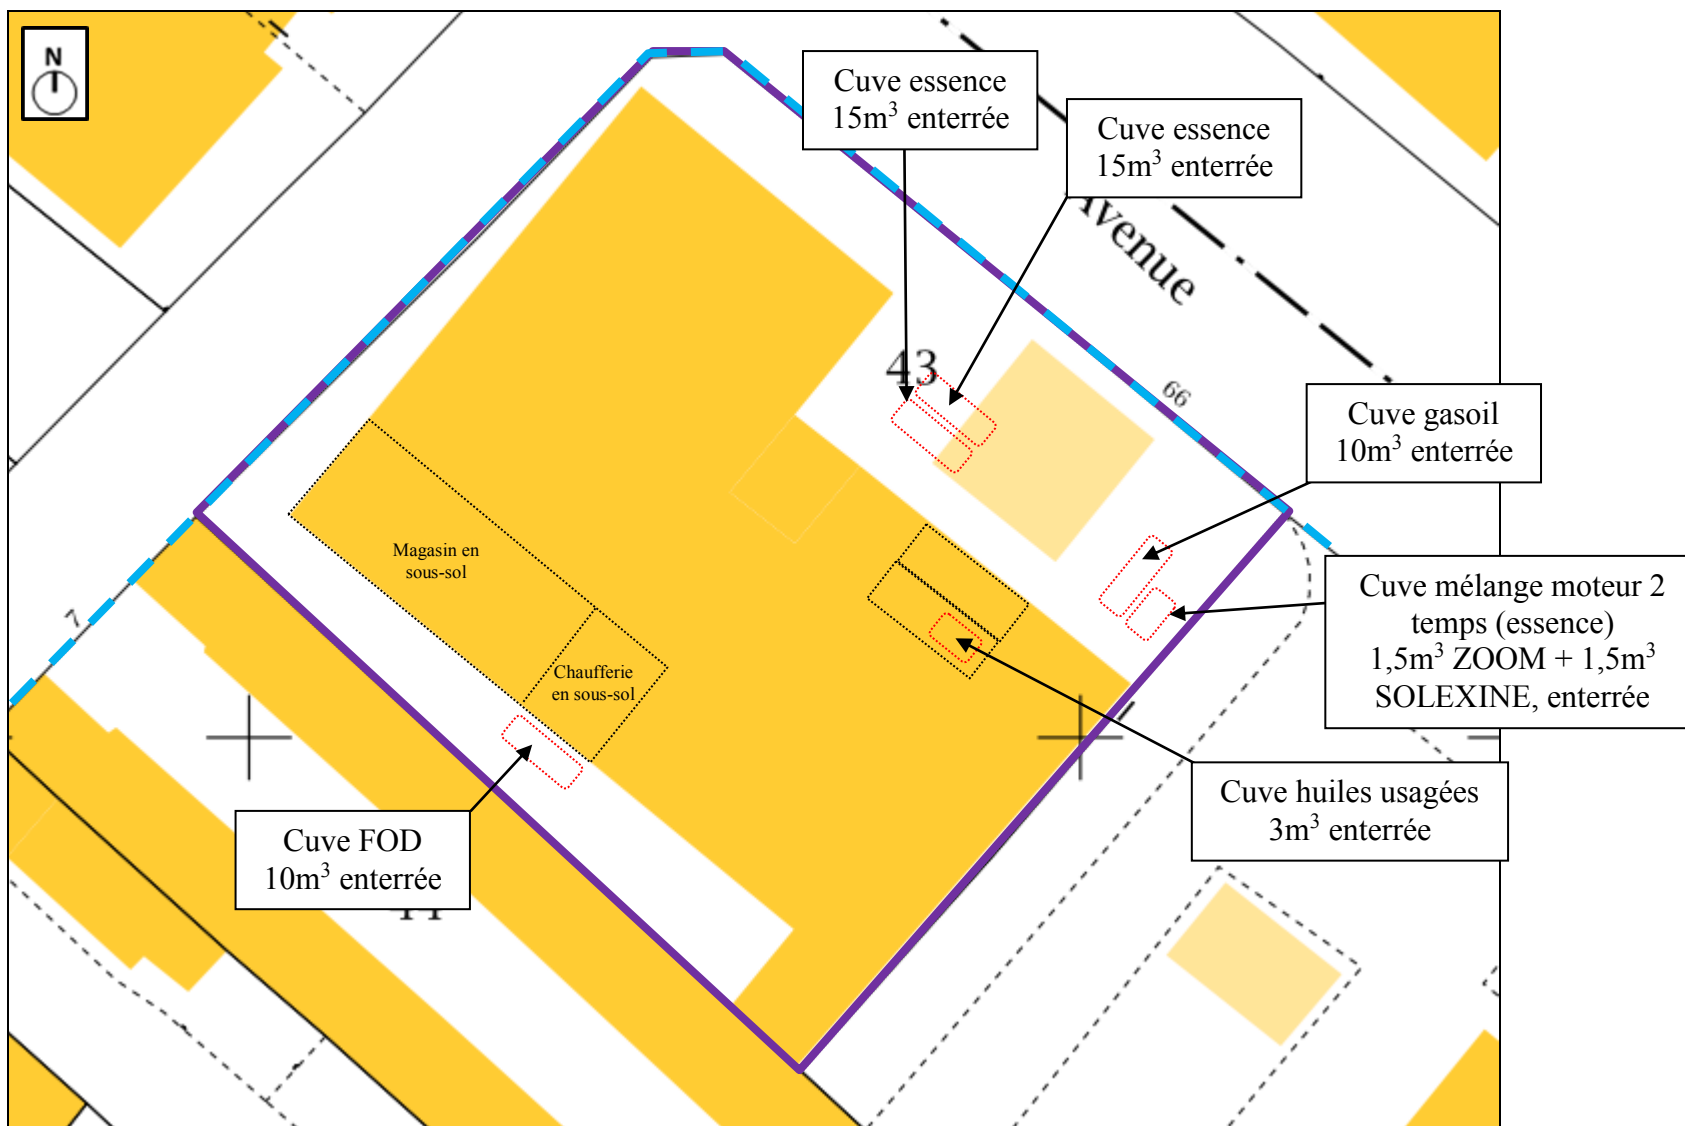 N
Cuve essence
15m³ enterrée
Cuve essence
15m³ enterrée
Avenue
43
66
Cuve gasoil
10m³ enterrée
Magasin en
sous-sol
Cuve mélange moteur 2
temps (essence)
1,5m³ ZOOM + 1,5m³
SOLEXINE, enterrée
7
Chaufferie
en sous-sol
Cuve huiles usagées
3m³ enterrée
Cuve FOD
10m³ enterrée